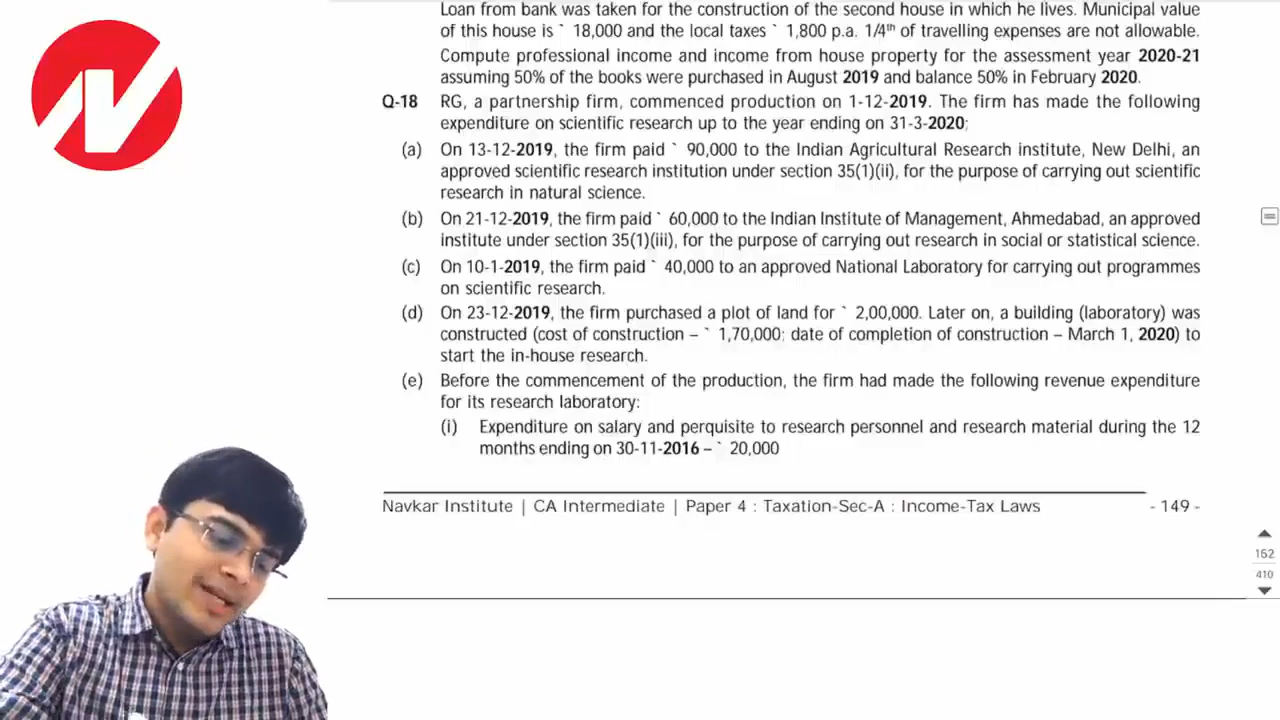 Loan from bank was taken for the construction of the second house in which he lives. Municipal value
of this house is ` 18,000 and the local taxes ` 1,800 p.a. 1/4th of travelling expenses are not allowable.
Compute professional income and income from house property for the assessment year 2020-21
assuming 50% of the books were purchased in August 2019 and balance 50% in February 2020.
Q-18 RG, a partnership firm, commenced production on 1-12-2019. The firm has made the following
expenditure on scientific research up to the year ending on 31-3-2020;
(a) On 13-12-2019, the firm paid ` 90,000 to the Indian Agricultural Research institute, New Delhi, an
approved scientific research institution under section 35(1)(ii), for the purpose of carrying out scientific
research in natural science.
(b) On 21-12-2019, the firm paid ` 60,000 to the Indian Institute of Management, Ahmedabad, an approved
institute under section 35(1)(iii), for the purpose of carrying out research in social or statistical science.
(c) On 10-1-2019, the firm paid ` 40,000 to an approved National Laboratory for carrying out programmes
on scientific research.
(d) On 23-12-2019, the firm purchased a plot of land for ` 2,00,000. Later on, a building (laboratory) was
constructed (cost of construction – ` 1,70,000; date of completion of construction – March 1, 2020) to
start the in-house research.
(e) Before the commencement of the production, the firm had made the following revenue expenditure
for its research laboratory:
(i) Expenditure on salary and perquisite to research personnel and research material during the 12
months ending on 30-11-2016 – ` 20,000
Navkar Institute | CA Intermediate | Paper 4 : Taxation-Sec-A : Income-Tax Laws - 149 -
152
410